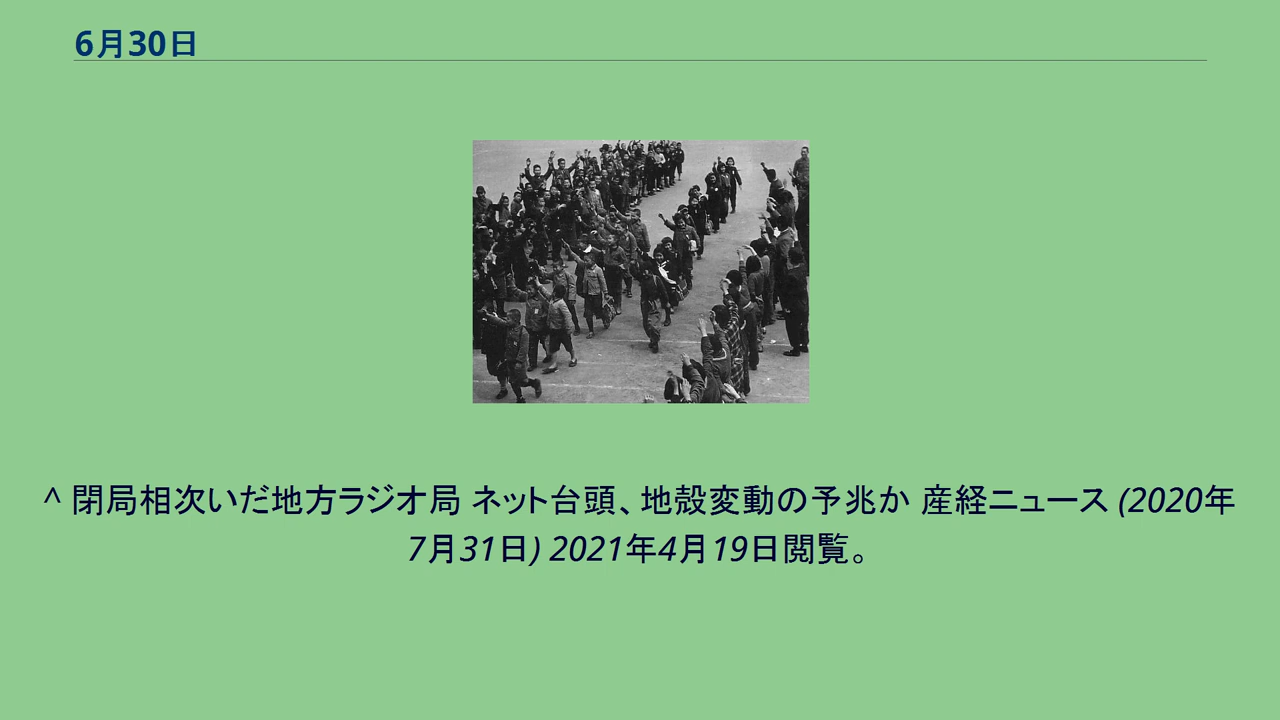 6月30日
^ 閉局相次いだ地方ラジオ局 ネット台頭、地殻変動の予兆か 産経ニュース (2020年
7月31日) 2021年4月19日閲覧。